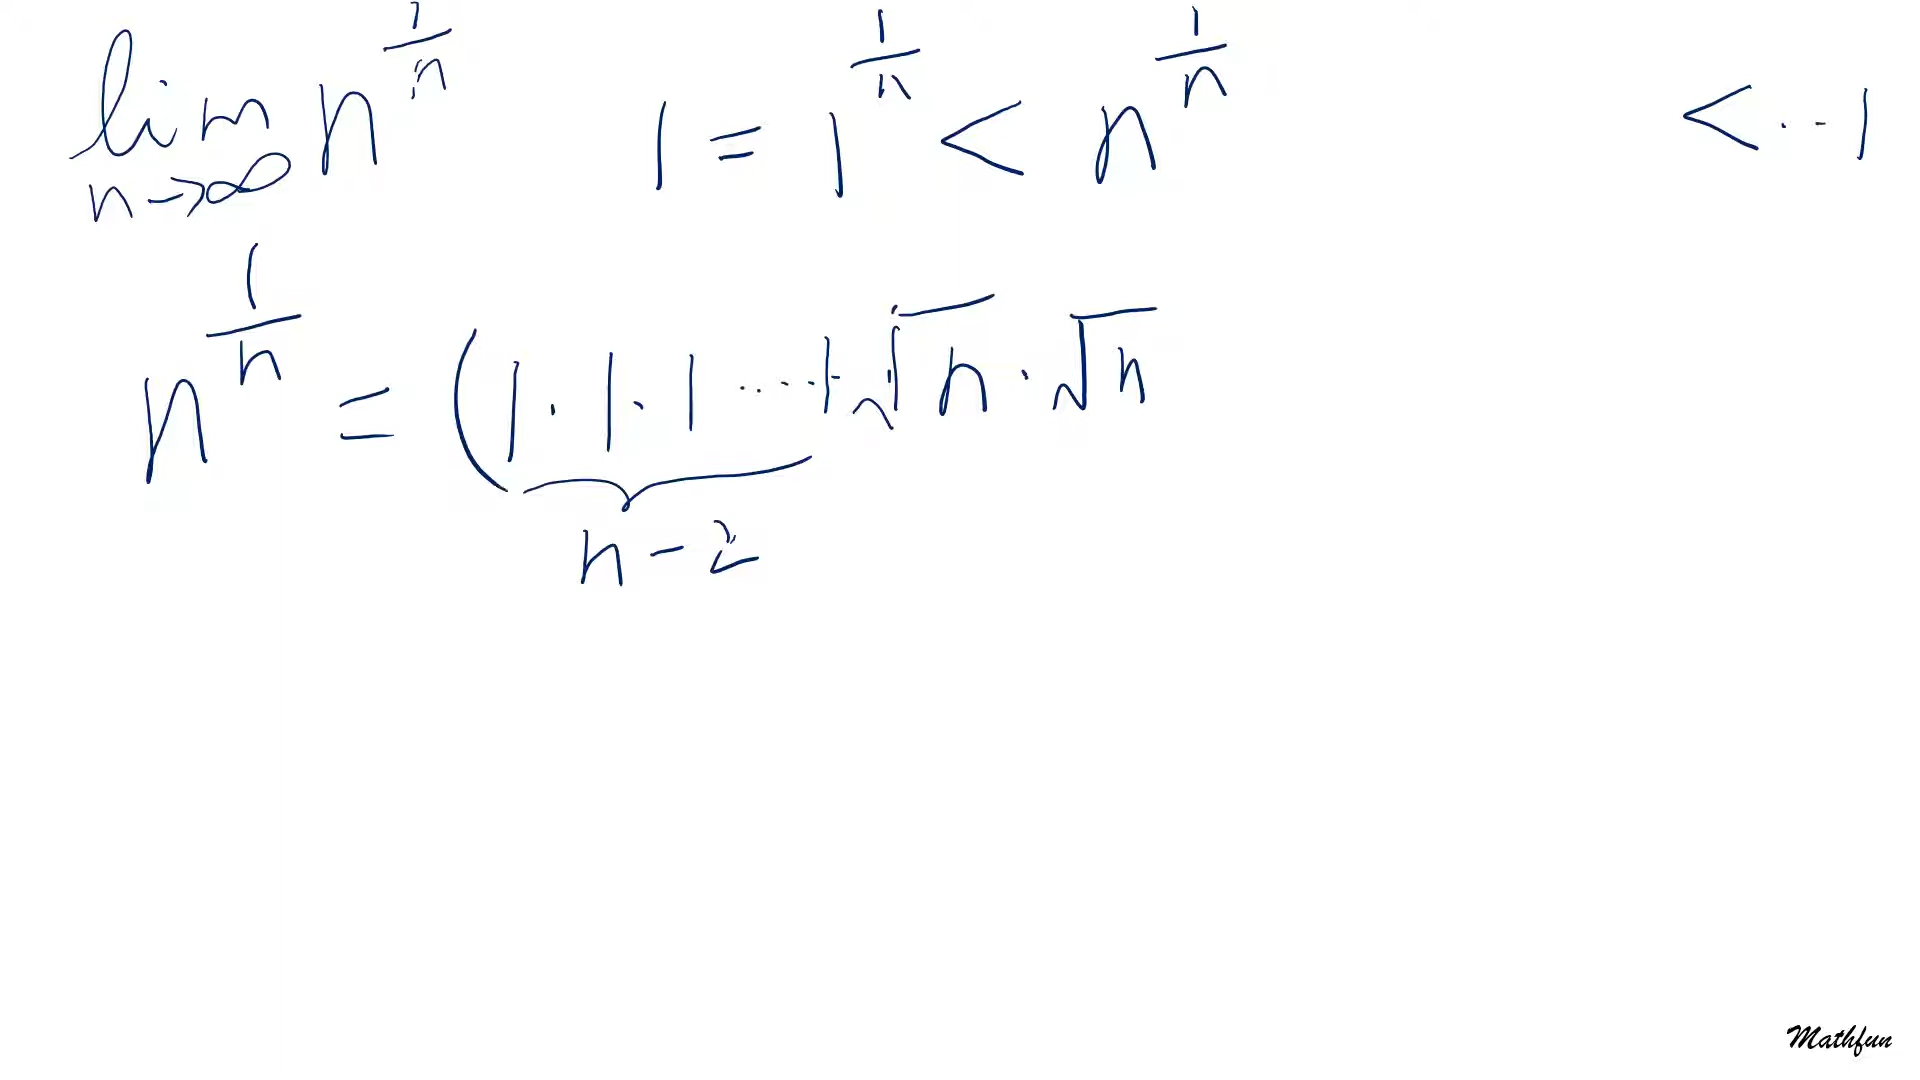 lim n→∞ n^(1/n)   1 = 1^(1/n) < n^(1/n)   < ... 1
n^(1/n) = (1 · 1 · 1 ..... 1 · √n · √n
n - 2
Mathfun